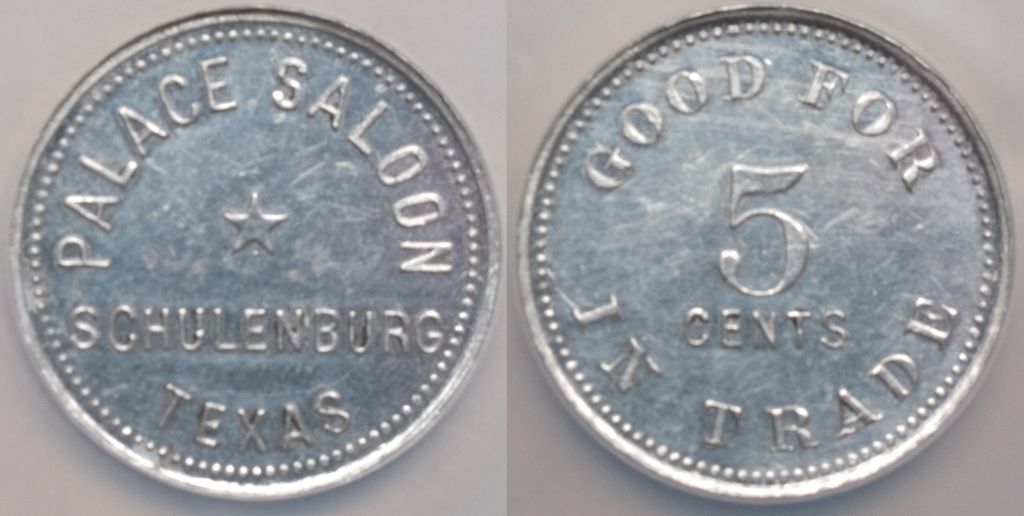 PALACE SALOON
SCHULENBURG
TEXAS
GOOD FOR
5
CENTS
IN TRADE